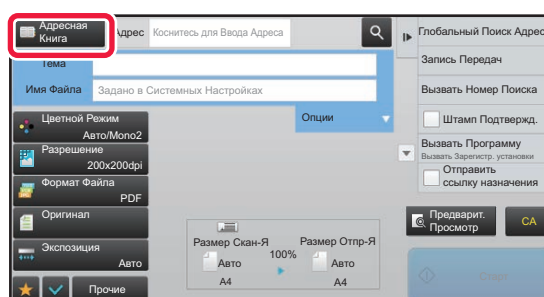 Адресная
Книга
Адрес
Коснитесь для Ввода Адреса
Тема
Имя Файла
Задано в Системных Настройках
Опции
Цветной Режим
Авто/Mono2
Разрешение
200x200dpi
Формат Файла
PDF
Оригинал
Экспозиция
Авто
Прочие
Размер Скан-Я
Авто
A4
100%
Размер Отпр-Я
Авто
A4
Глобальный Поиск Адрес
Запись Передач
Вызвать Номер Поиска
Штамп Подтвержд.
Вызвать Программу
Вызвать Зарегистр. установки
Отправить
ссылку назначения
Предварит.
Просмотр
CA
Старт